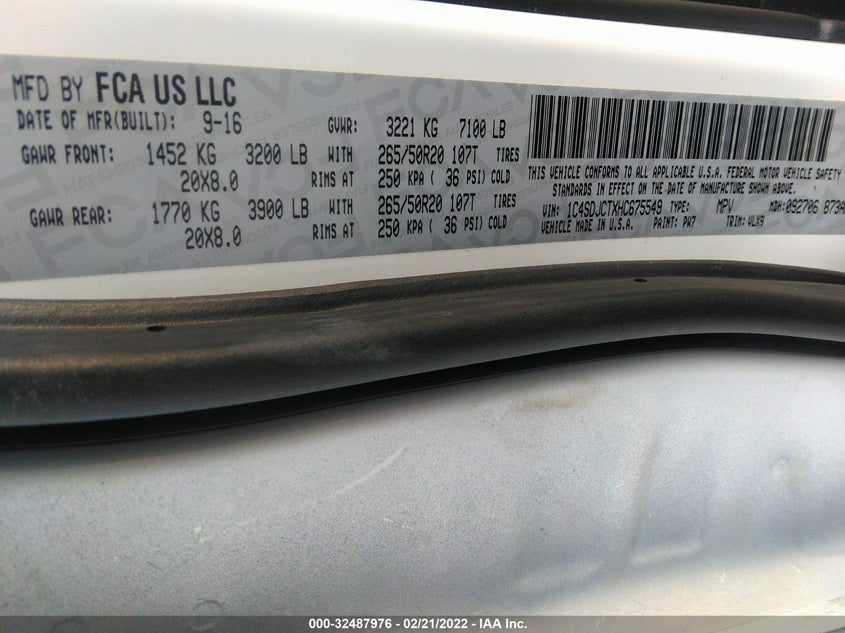 MFD BY FCA US LLC
DATE OF MFR(BUILT): 9-16 GVWR: 3221 KG 7100 LB
GAWR FRONT: 1452 KG 3200 LB WITH 265/50R20 107T TIRES
20X8.0 RIMS AT 250 KPA ( 36 PSI) COLD
GAWR REAR: 1770 KG 3900 LB WITH 265/50R20 107T TIRES
20X8.0 RIMS AT 250 KPA ( 36 PSI) COLD
THIS VEHICLE CONFORMS TO ALL APPLICABLE U.S.A. FEDERAL MOTOR VEHICLE SAFETY
STANDARDS IN EFFECT ON THE DATE OF MANUFACTURE SHOWN ABOVE.
VIN: 1C4SDJCTXHC675549 TYPE: MPV MDH: 092706 873A
VEHICLE MADE IN U.S.A. PAINT: PW7 TRIM: VLX9
000-32487976 - 02/21/2022 - IAA Inc.